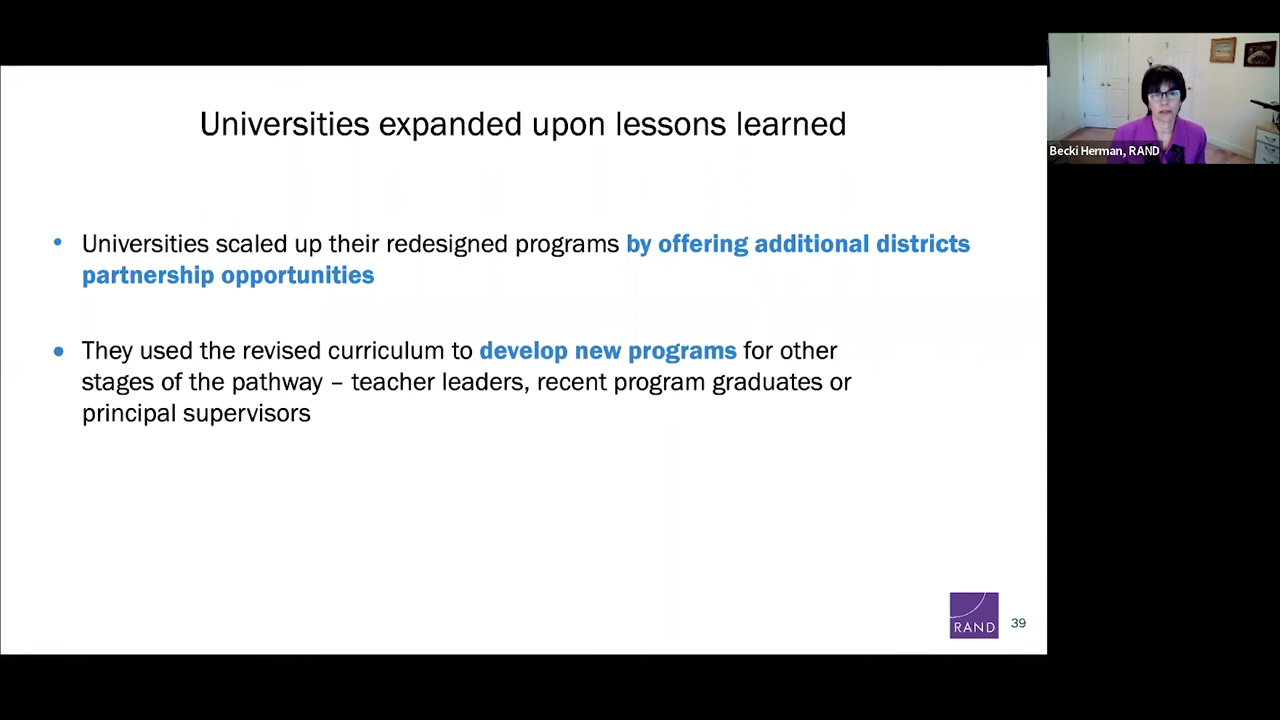 Universities expanded upon lessons learned
• Universities scaled up their redesigned programs by offering additional districts
partnership opportunities
• They used the revised curriculum to develop new programs for other
stages of the pathway – teacher leaders, recent program graduates or
principal supervisors
RAND
39
Becki Herman, RAND